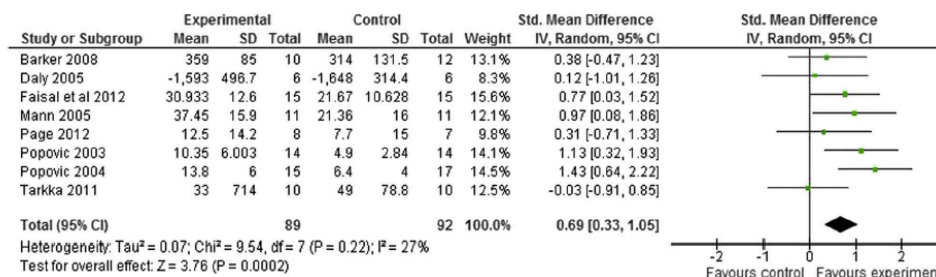 Experimental Control Std. Mean Difference Std. Mean Difference
Study or Subgroup Mean SD Total Mean SD Total Weight IV, Random, 95% CI IV, Random, 95% CI
Barker 2008 359 85 10 314 131.5 12 13.1% 0.38 [-0.47, 1.23]
Daly 2005 -1,593 496.7 6 -1,648 314.4 6 8.6% 0.12 [-1.01, 1.26]
Faisal et al 2012 30.933 12.6 15 21.67 10.628 15 15.6% 0.77 [0.03, 1.52]
Mann 2005 37.45 15.9 11 21.36 16 11 12.3% 0.97 [0.08, 1.86]
Page 2012 12.5 14.2 8 7.7 15 7 9.9% 0.31 [-0.71, 1.33]
Popovic 2003 10.35 6.003 14 4.9 2.84 14 14.1% 1.13 [0.32, 1.93]
Popovic 2004 13.8 6 15 6.4 4 17 14.2% 1.43 [0.64, 2.22]
Tarkka 2011 33 714 10 49 78.8 10 12.5% -0.03 [-0.91, 0.85]
Total (95% CI) 89 92 100.0% 0.69 [0.33, 1.05]
Heterogeneity: Tau² = 0.07; Chi² = 9.54, df = 7 (P = 0.22); I² = 27%
Test for overall effect: Z = 3.76 (P = 0.0002)
-2 -1 0 1 2
Favours control Favours experimen